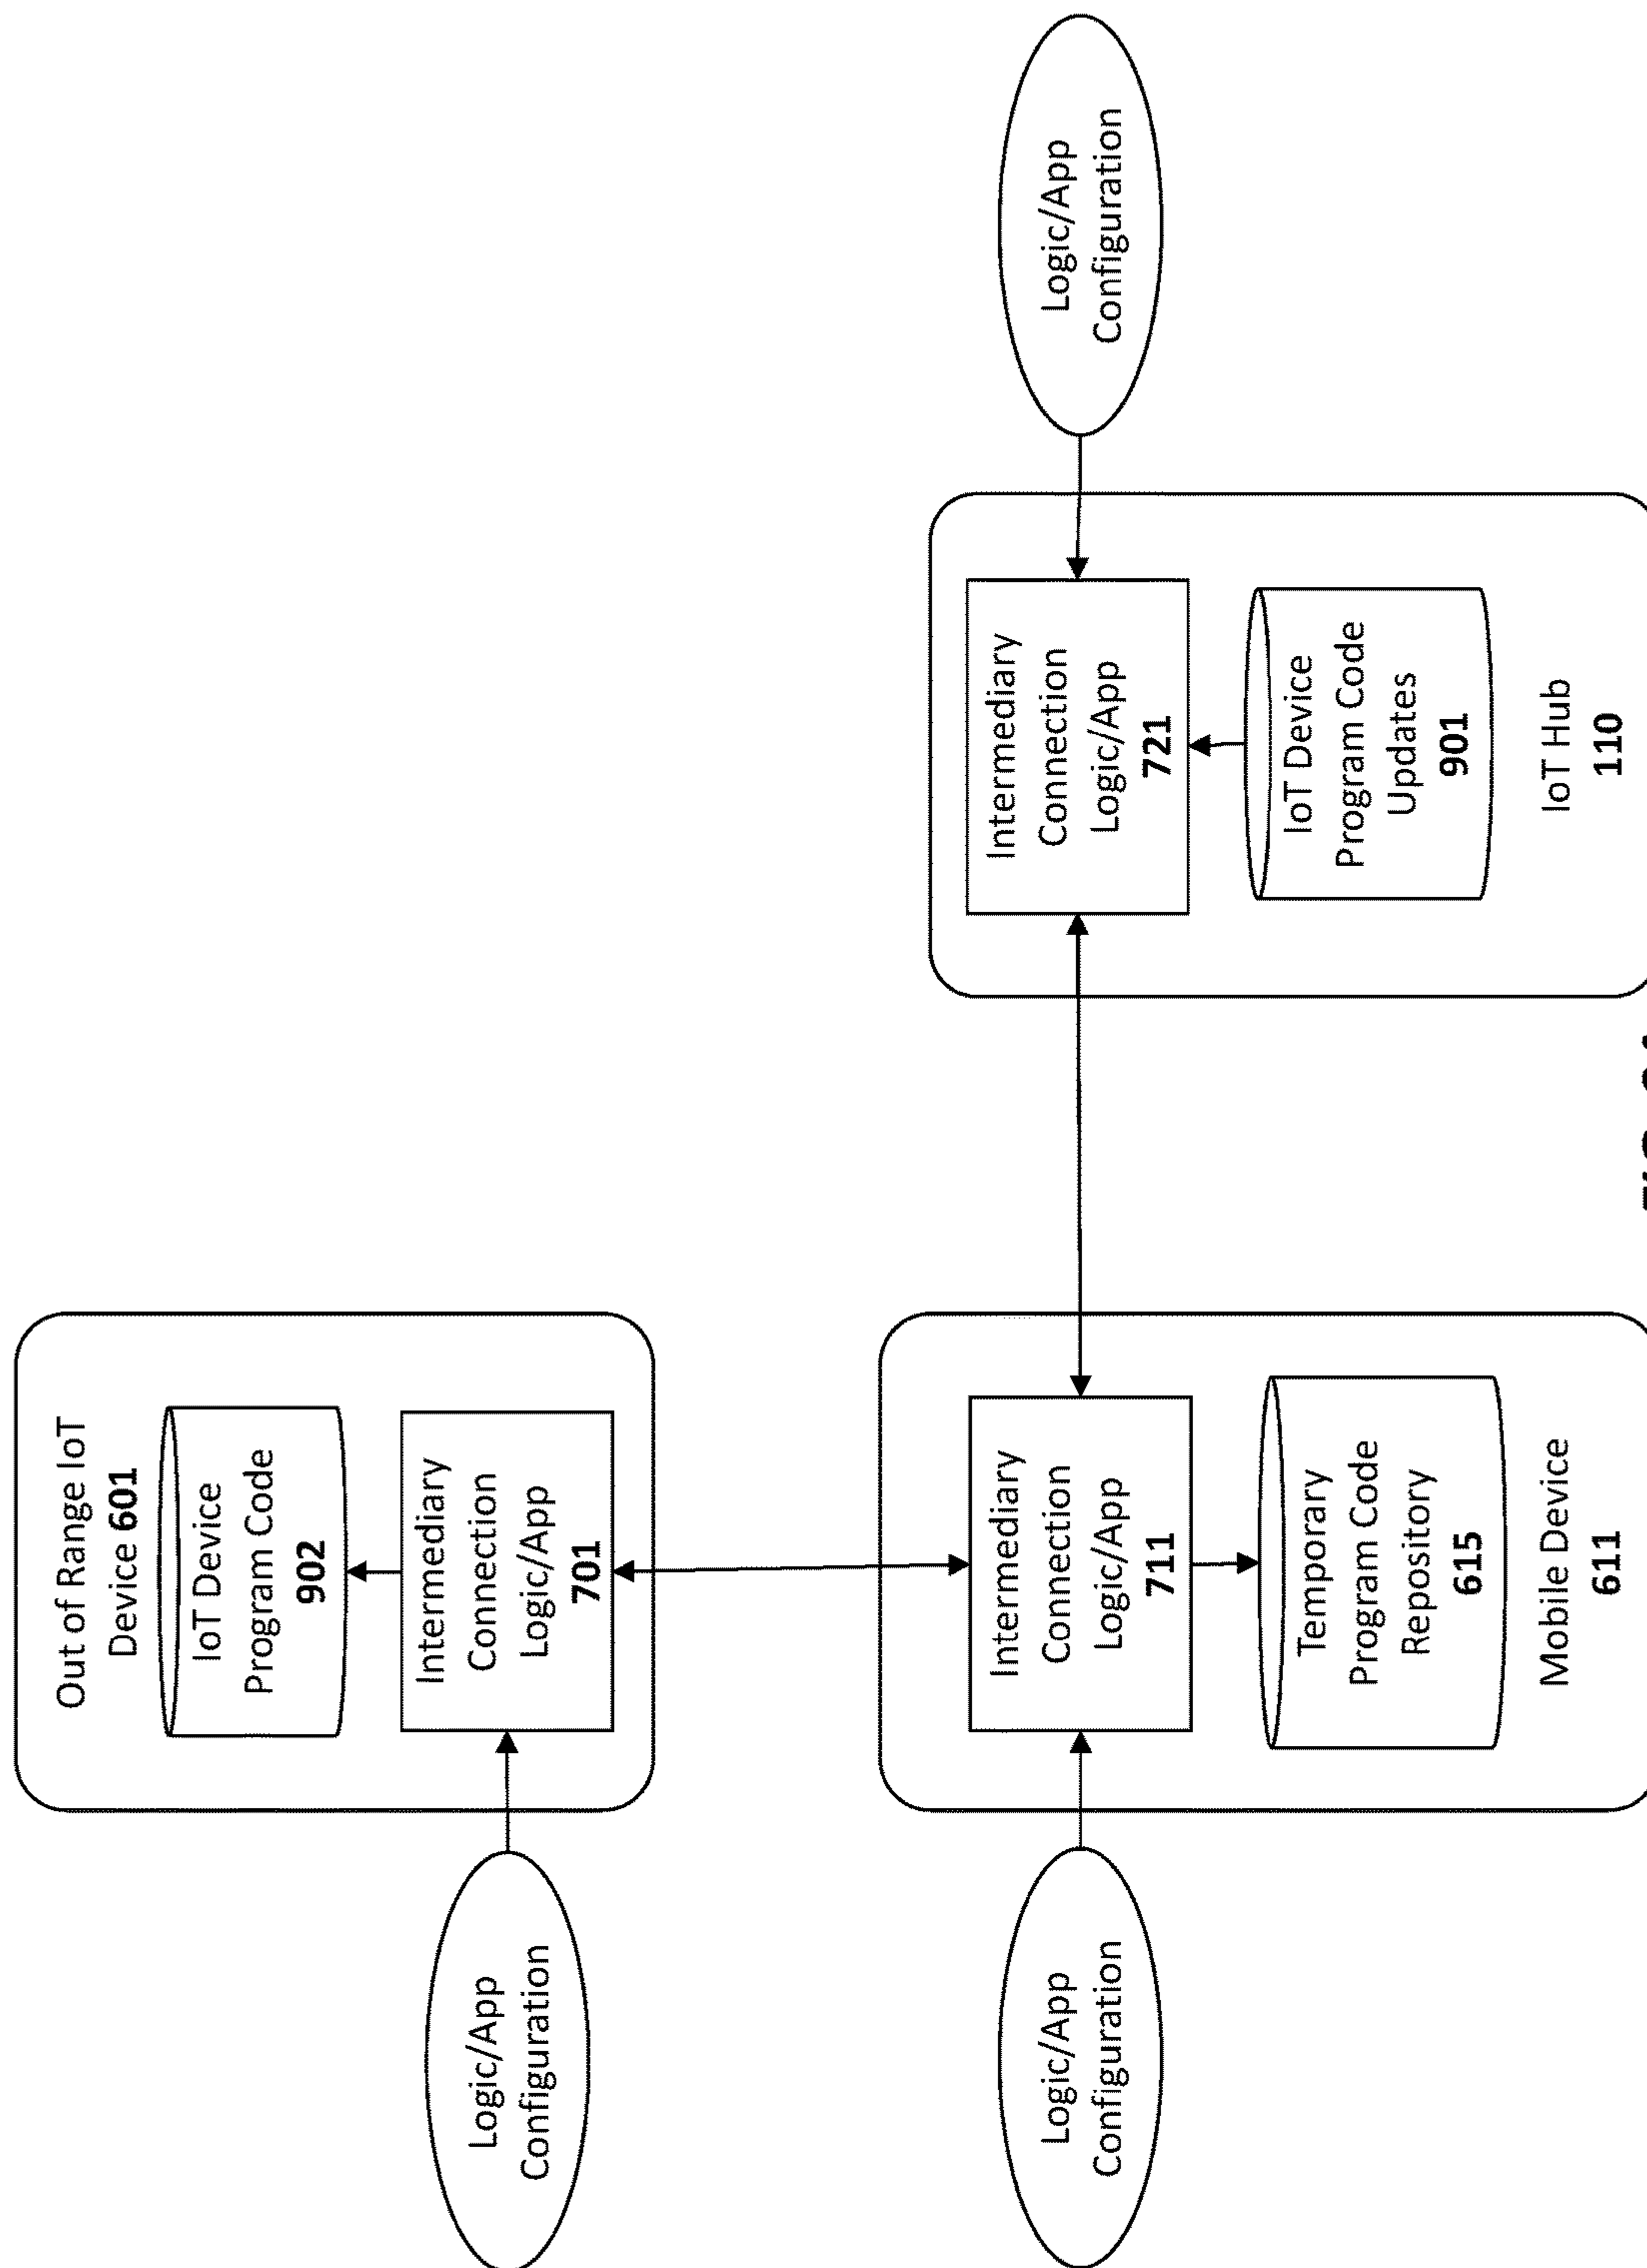 Out of Range IoT
Device 601
IoT Device
Program Code
902
Intermediary
Connection
Logic/App
701
Logic/App
Configuration
Logic/App
Configuration
Intermediary
Connection
Logic/App
711
Temporary
Program Code
Repository
615
Mobile Device
611
Intermediary
Connection
Logic/App
721
IoT Device
Program Code
Updates
901
IoT Hub
110
Logic/App
Configuration